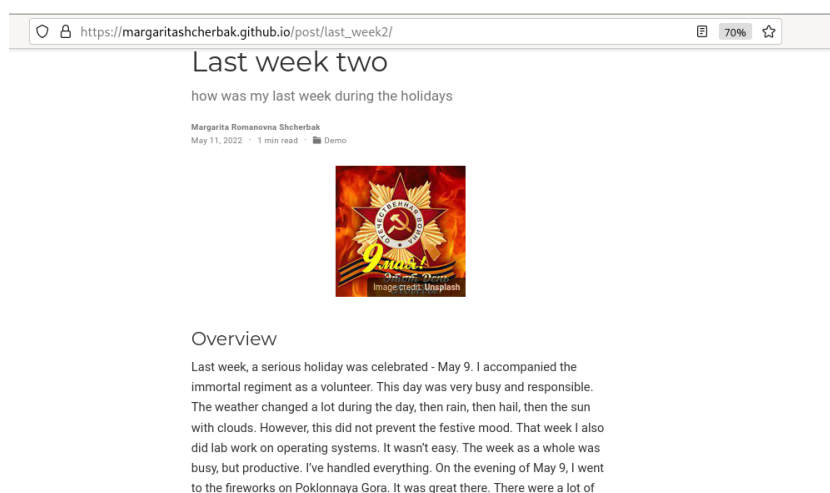 https://margaritashcherbak.github.io/post/last_week2/
70%
Last week two
how was my last week during the holidays
Margarita Romanovna Shcherbak
May 11, 2022 · 1 min read · Demo
ОТЕЧЕСТВЕННАЯ ВОЙНА
9 мая!
Этот День
Image credit: Unsplash
Overview
Last week, a serious holiday was celebrated - May 9. I accompanied the
immortal regiment as a volunteer. This day was very busy and responsible.
The weather changed a lot during the day, then rain, then hail, then the sun
with clouds. However, this did not prevent the festive mood. That week I also
did lab work on operating systems. It wasn’t easy. The week as a whole was
busy, but productive. I’ve handled everything. On the evening of May 9, I went
to the fireworks on Poklonnaya Gora. It was great there. There were a lot of